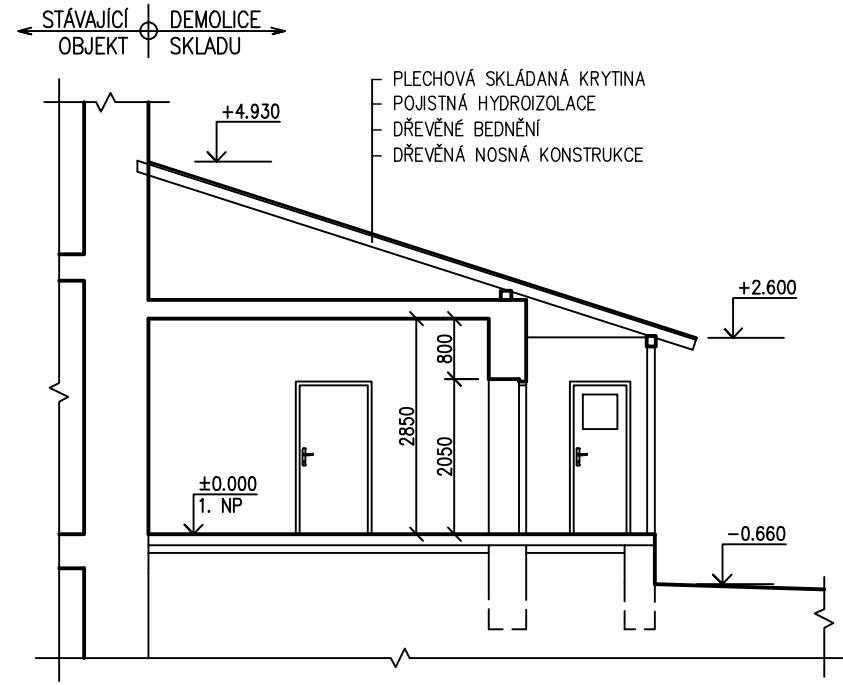 STÁVAJÍCÍ DEMOLICE
OBJEKT SKLADU
PLECHOVÁ SKLÁDANÁ KRYTINA
POJISTNÁ HYDROIZOLACE
DŘEVĚNÉ BEDNĚNÍ
DŘEVĚNÁ NOSNÁ KONSTRUKCE
+4.930
+2.600
800
2850
2050
±0.000
1. NP
-0.660